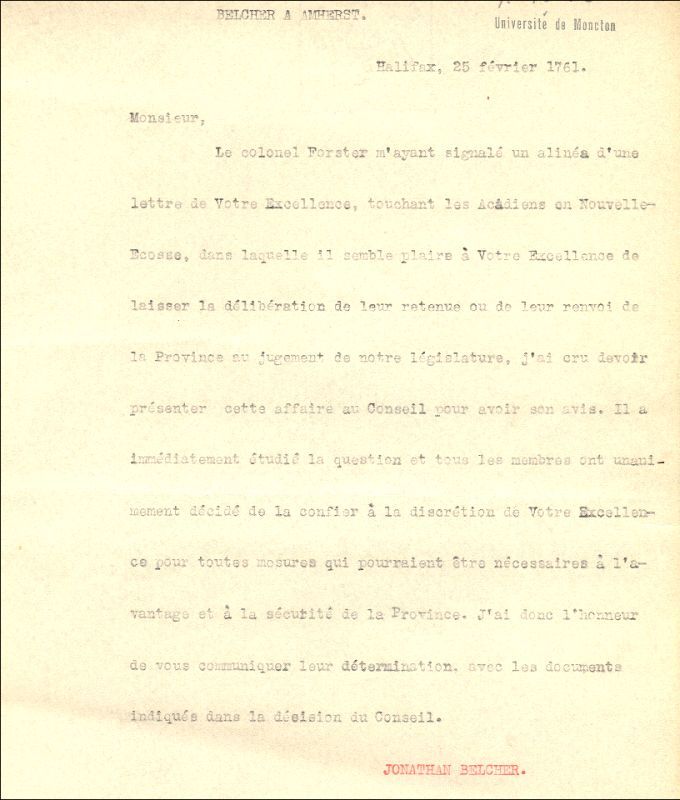 BELCHER A AMHERST.
Université de Moncton
Halifax, 25 février 1761.
Monsieur,
Le colonel Forster m'ayant signalé un alinéa d'une
lettre de Votre Excellence, touchant les Acadiens en Nouvelle-
Ecosse, dans laquelle il semble plaire à Votre Excellence de
laisser la délibération de leur retenue ou de leur renvoi de
la Province au jugement de notre législature, j'ai cru devoir
présenter cette affaire au Conseil pour avoir son avis. Il a
immédiatement étudié la question et tous les membres ont unani-
mement décidé de la confier à la discrétion de Votre Excellen-
ce pour toutes mesures qui pourraient être nécessaires à l'a-
vantage et à la sécutité de la Province. J'ai donc l'honneur
de vous communiquer leur détermination, avec les documents
indiqués dans la décision du Conseil.
JONATHAN BELCHER.